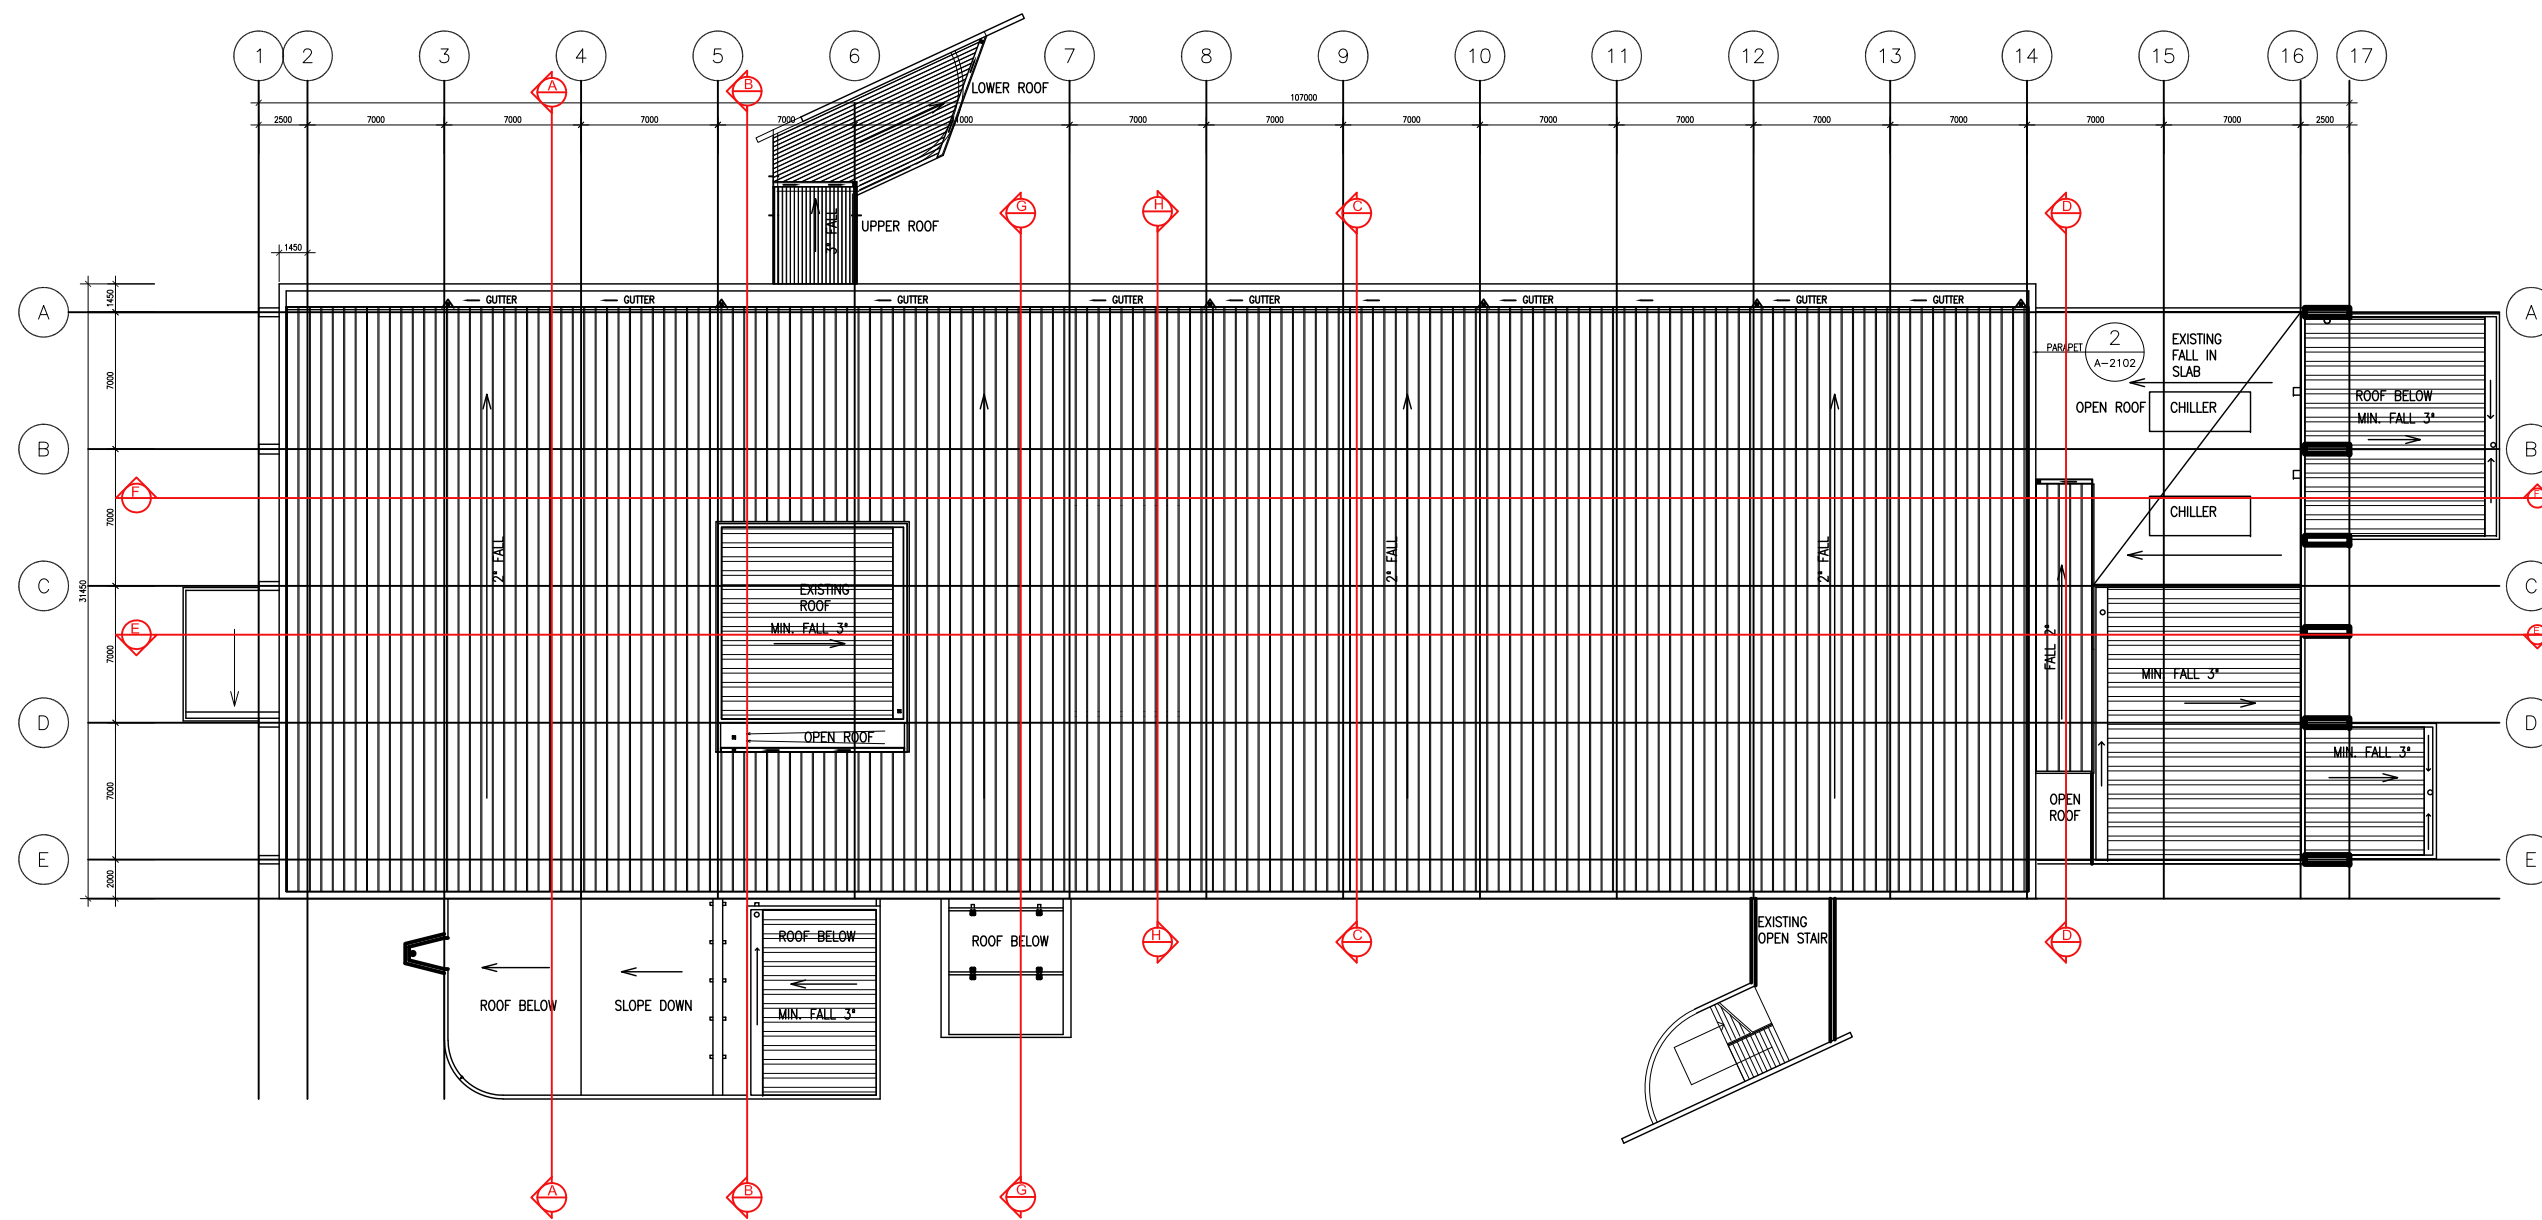 1 2 3 4 5 6 7 8 9 10 11 12 13 14 15 16 17
A B
LOWER ROOF
107000
2500 7000 7000 7000 7000 7000 7000 7000 7000 7000 7000 7000 7000 7000 7000 2500
G H C D
3° FALL
UPPER ROOF
1450
1450
A GUTTER GUTTER GUTTER GUTTER GUTTER GUTTER GUTTER GUTTER A
PARAPET
2
A-2102
EXISTING
FALL IN
SLAB
7000
OPEN ROOF
CHILLER
ROOF BELOW
MIN. FALL 3°
B B
F F
7000
CHILLER
2° FALL 2° FALL 2° FALL
C C
31450
EXISTING
ROOF
MIN. FALL 3°
E
7000
FALL 2°
MIN. FALL 3°
D D
OPEN ROOF
MIN. FALL 3°
7000
OPEN
ROOF
E E
2000
EXISTING
OPEN STAIR
ROOF BELOW
ROOF BELOW
H C D
ROOF BELOW
SLOPE DOWN
MIN. FALL 3°
A B G